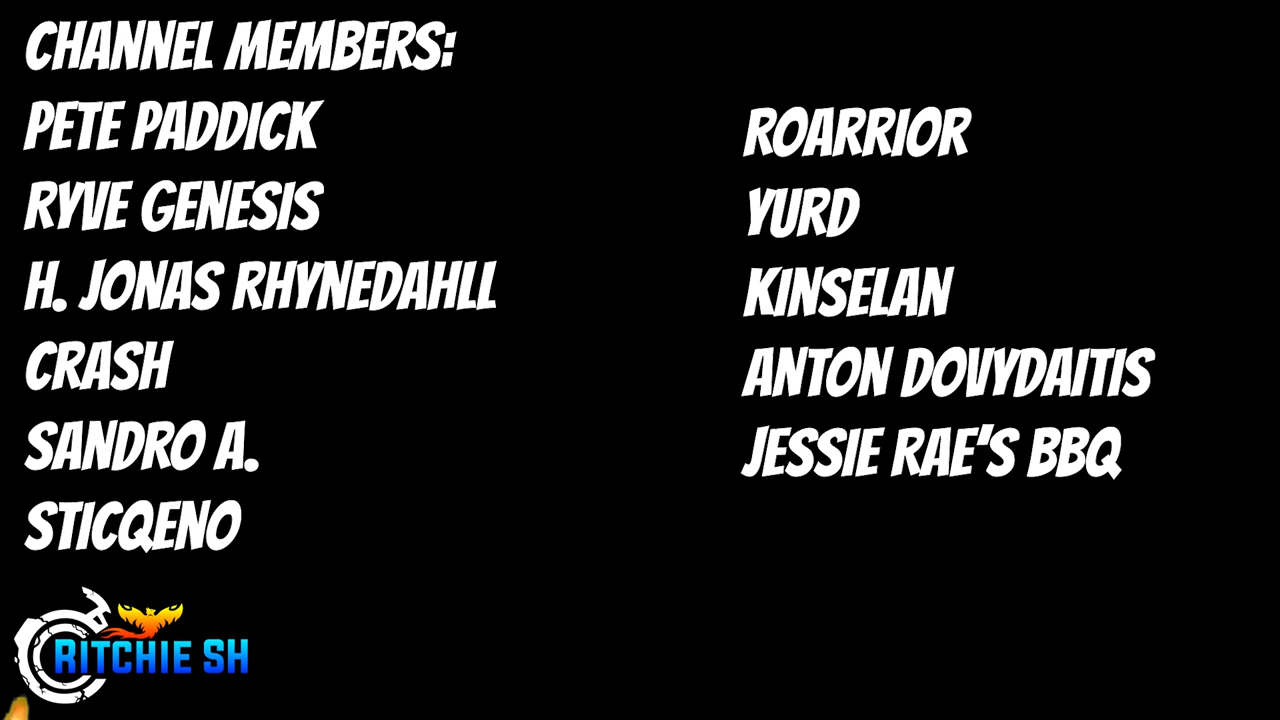 CHANNEL MEMBERS:
PETE PADDICK
RYVE GENESIS
H. JONAS RHYNEDAHLL
CRASH
SANDRO A.
STICQENO
ROARRIOR
YURD
KINSELAN
ANTON DOVYDAITIS
JESSIE RAE'S BBQ
RITCHIE SH